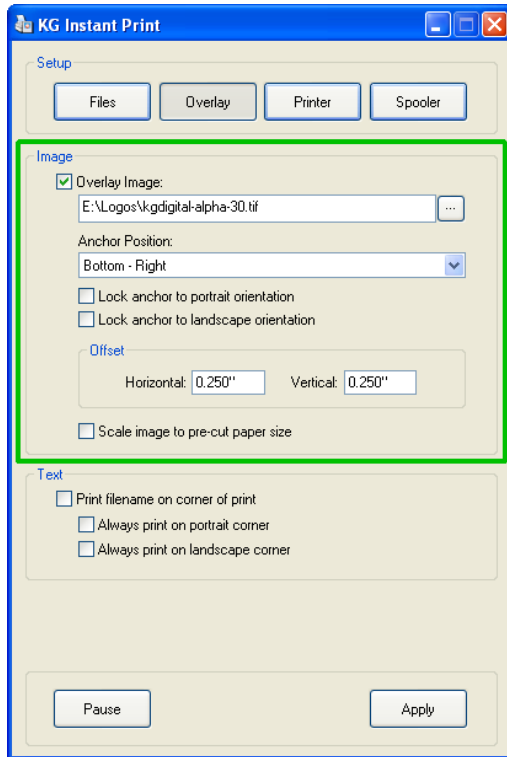 KG Instant Print
Setup
Files Overlay Printer Spooler
Image
Overlay Image:
E:\Logos\kgdigital-alpha-30.tif ...
Anchor Position:
Bottom - Right
Lock anchor to portrait orientation
Lock anchor to landscape orientation
Offset
Horizontal: 0.250" Vertical: 0.250"
Scale image to pre-cut paper size
Text
Print filename on corner of print
Always print on portrait corner
Always print on landscape corner
Pause Apply